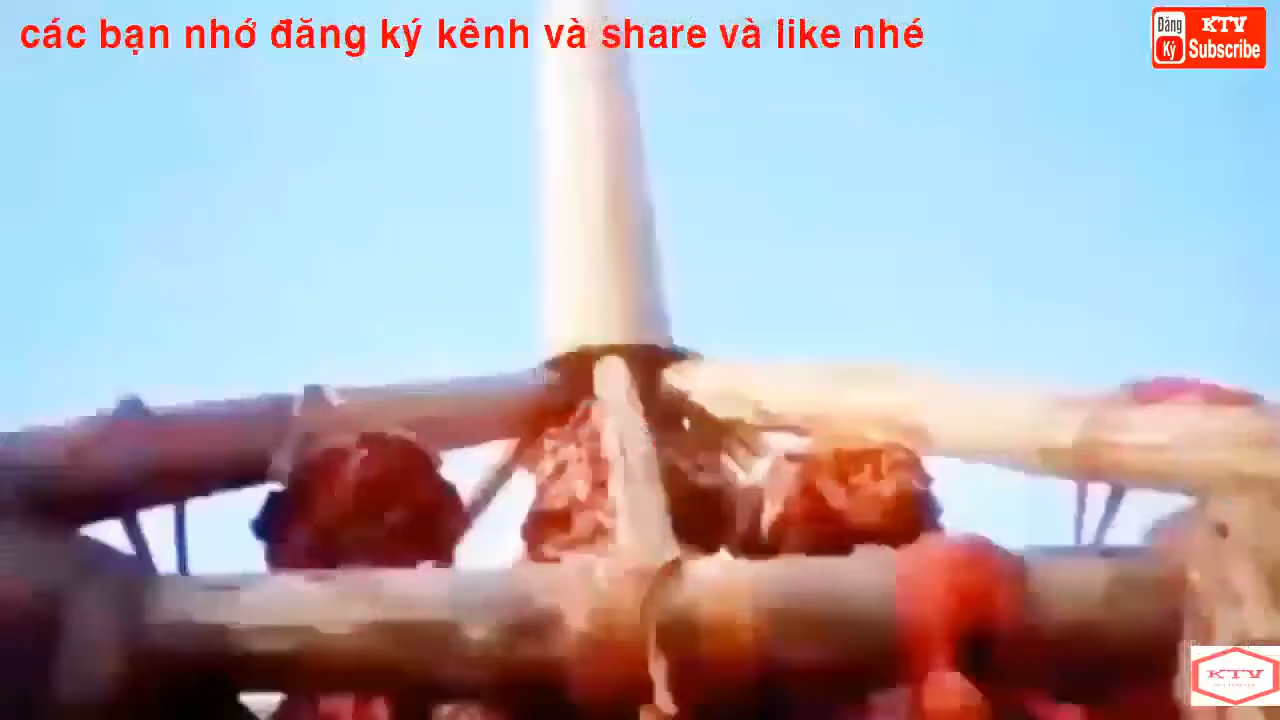 các bạn nhớ đăng ký kênh và share và like nhé
Đăng Ký
KTV Subscribe
KTV